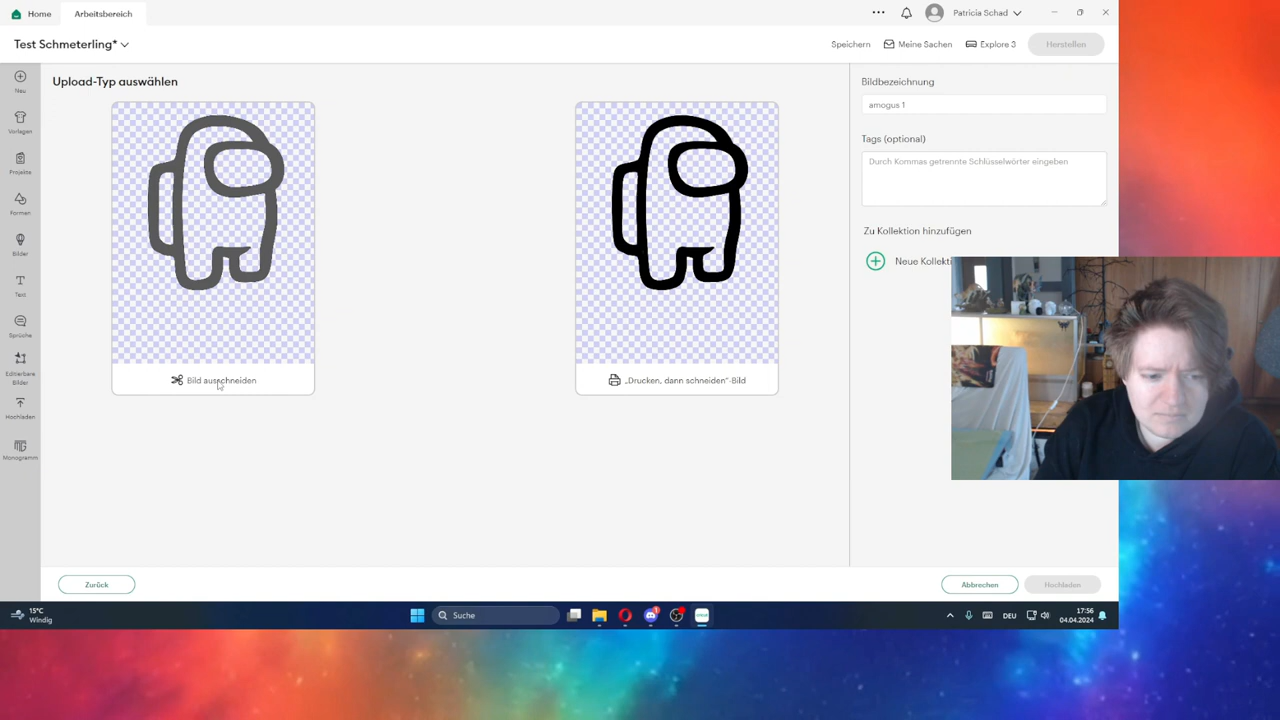 Home
Arbeitsbereich
Patricia Schad
Test Schmeterling*
Speichern
Meine Sachen
Explore 3
Herstellen
Neu
Vorlagen
Projekte
Formen
Bilder
Text
Sprüche
Editierbare
Bilder
Hochladen
Monogramm
Upload-Typ auswählen
Bild ausschneiden
„Drucken, dann schneiden"-Bild
Bildbezeichnung
amogus 1
Tags (optional)
Durch Kommas getrennte Schlüsselwörter eingeben
Zu Kollektion hinzufügen
Neue Kollekti
Zurück
Abbrechen
Hochladen
15°C
Windig
Suche
DEU
17:56
04.04.2024